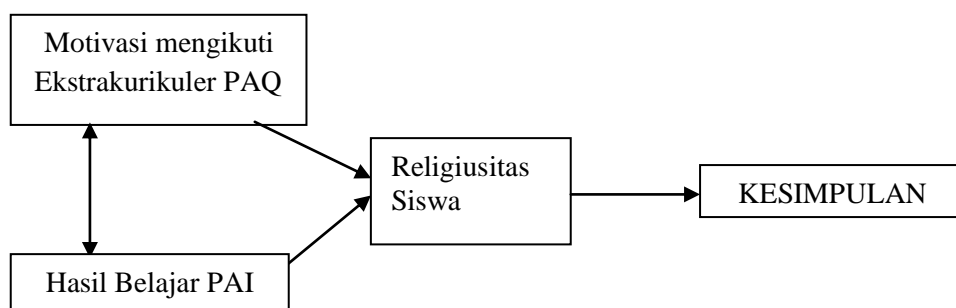 Motivasi mengikuti
Ekstrakurikuler PAQ
Religiusitas
Siswa
KESIMPULAN
Hasil Belajar PAI